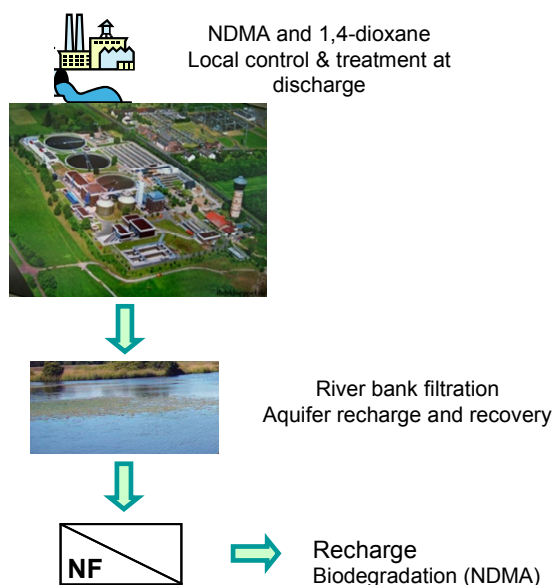 NDMA and 1,4-dioxane
Local control & treatment at
discharge
River bank filtration
Aquifer recharge and recovery
NF
Recharge
Biodegradation (NDMA)